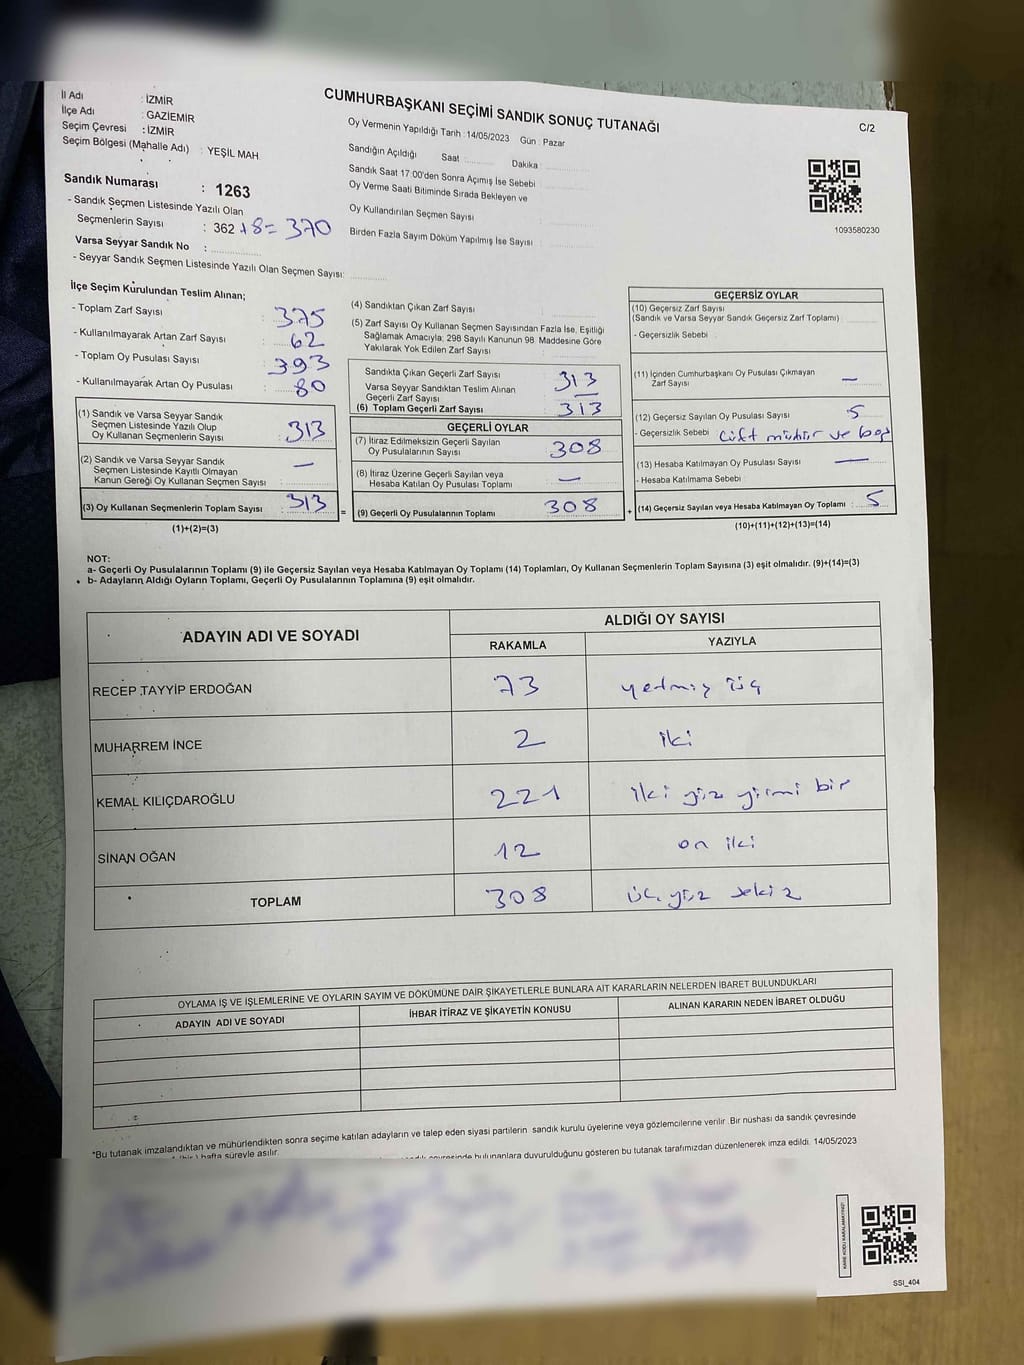 İl Adı : İZMİR
İlçe Adı : GAZİEMİR
Seçim Çevresi : İZMİR
Seçim Bölgesi (Mahalle Adı) : YEŞİL MAH
Sandık Numarası : 1263
- Sandık Seçmen Listesinde Yazılı Olan
Seçmenlerin Sayısı : 362 + 8 = 370
Varsa Seyyar Sandık No :
- Seyyar Sandık Seçmen Listesinde Yazılı Olan Seçmen Sayısı:
CUMHURBAŞKANI SEÇİMİ SANDIK SONUÇ TUTANAĞI
Oy Vermenin Yapıldığı Tarih : 14/05/2023 Gün : Pazar
Sandığın Açıldığı Saat Dakika
Sandık Saat 17.00'den Sonra Açımış İse Sebebi
Oy Verme Saati Bitiminde Sırada Bekleyen ve
Oy Kullandırılan Seçmen Sayısı
Birden Fazla Sayım Döküm Yapılmış İse Sayısı
C/2
1093580230
İlçe Seçim Kurulundan Teslim Alınan;
- Toplam Zarf Sayısı 375
- Kullanılmayarak Artan Zarf Sayısı 62
- Toplam Oy Pusulası Sayısı 393
- Kullanılmayarak Artan Oy Pusulası 80
(1) Sandık ve Varsa Seyyar Sandık
Seçmen Listesinde Yazılı Olup
Oy Kullanan Seçmenlerin Sayısı 313
(2) Sandık ve Varsa Seyyar Sandık
Seçmen Listesinde Kayıtlı Olmayan
Kanun Gereği Oy Kullanan Seçmen Sayısı : —
(3) Oy Kullanan Seçmenlerin Toplam Sayısı : 313 =
(1)+(2)=(3)
(4) Sandıktan Çıkan Zarf Sayısı
(5) Zarf Sayısı Oy Kullanan Seçmen Sayısından Fazla İse, Eşitliği
Sağlamak Amacıyla; 298 Sayılı Kanunun 98. Maddesine Göre
Yakılarak Yok Edilen Zarf Sayısı
Sandıkta Çıkan Geçerli Zarf Sayısı 313
Varsa Seyyar Sandıktan Teslim Alınan
Geçerli Zarf Sayısı —
(6) Toplam Geçerli Zarf Sayısı 313
GEÇERLİ OYLAR
(7) İtiraz Edilmeksizin Geçerli Sayılan
Oy Pusulalarının Sayısı 308
(8) İtiraz Üzerine Geçerli Sayılan veya
Hesaba Katılan Oy Pusulası Toplamı —
(9) Geçerli Oy Pusulalarının Toplamı 308 +
GEÇERSİZ OYLAR
(10) Geçersiz Zarf Sayısı
(Sandık ve Varsa Seyyar Sandık Geçersiz Zarf Toplamı) :
- Geçersizlik Sebebi :
(11) İçinden Cumhurbaşkanı Oy Pusulası Çıkmayan
Zarf Sayısı —
(12) Geçersiz Sayılan Oy Pusulası Sayısı 5
- Geçersizlik Sebebi Çift mühür ve boş
(13) Hesaba Katılmayan Oy Pusulası Sayısı —
- Hesaba Katılmama Sebebi
(14) Geçersiz Sayılan veya Hesaba Katılmayan Oy Toplamı : 5
(10)+(11)+(12)+(13)=(14)
NOT:
a- Geçerli Oy Pusulalarının Toplamı (9) ile Geçersiz Sayılan veya Hesaba Katılmayan Oy Toplamı (14) Toplamları, Oy Kullanan Seçmenlerin Toplam Sayısına (3) eşit olmalıdır. (9)+(14)=(3)
b- Adayların Aldığı Oyların Toplamı, Geçerli Oy Pusulalarının Toplamına (9) eşit olmalıdır.
ADAYIN ADI VE SOYADI ALDIĞI OY SAYISI
RAKAMLA YAZIYLA
RECEP TAYYİP ERDOĞAN 73 yetmiş üç
MUHARREM İNCE 2 iki
KEMAL KILIÇDAROĞLU 221 iki yüz yirmi bir
SİNAN OĞAN 12 on iki
TOPLAM 308 üç yüz sekiz
OYLAMA İŞ VE İŞLEMLERİNE VE OYLARIN SAYIM VE DÖKÜMÜNE DAİR ŞİKAYETLERLE BUNLARA AİT KARARLARIN NELERDEN İBARET BULUNDUKLARI
ADAYIN ADI VE SOYADI İHBAR İTİRAZ VE ŞİKAYETİN KONUSU ALINAN KARARIN NEDEN İBARET OLDUĞU
*Bu tutanak imzalandıktan ve mühürlendikten sonra seçime katılan adayların ve talep eden siyasi partilerin sandık kurulu üyelerine veya gözlemcilerine verilir. Bir nüshası da sandık çevresinde
hafta süreyle asılır.
bulunanlara duyurulduğunu gösteren bu tutanak tarafımızdan düzenlenerek imza edildi. 14/05/2023
KARE KODU KARALAMAYINIZ!
SSI_404